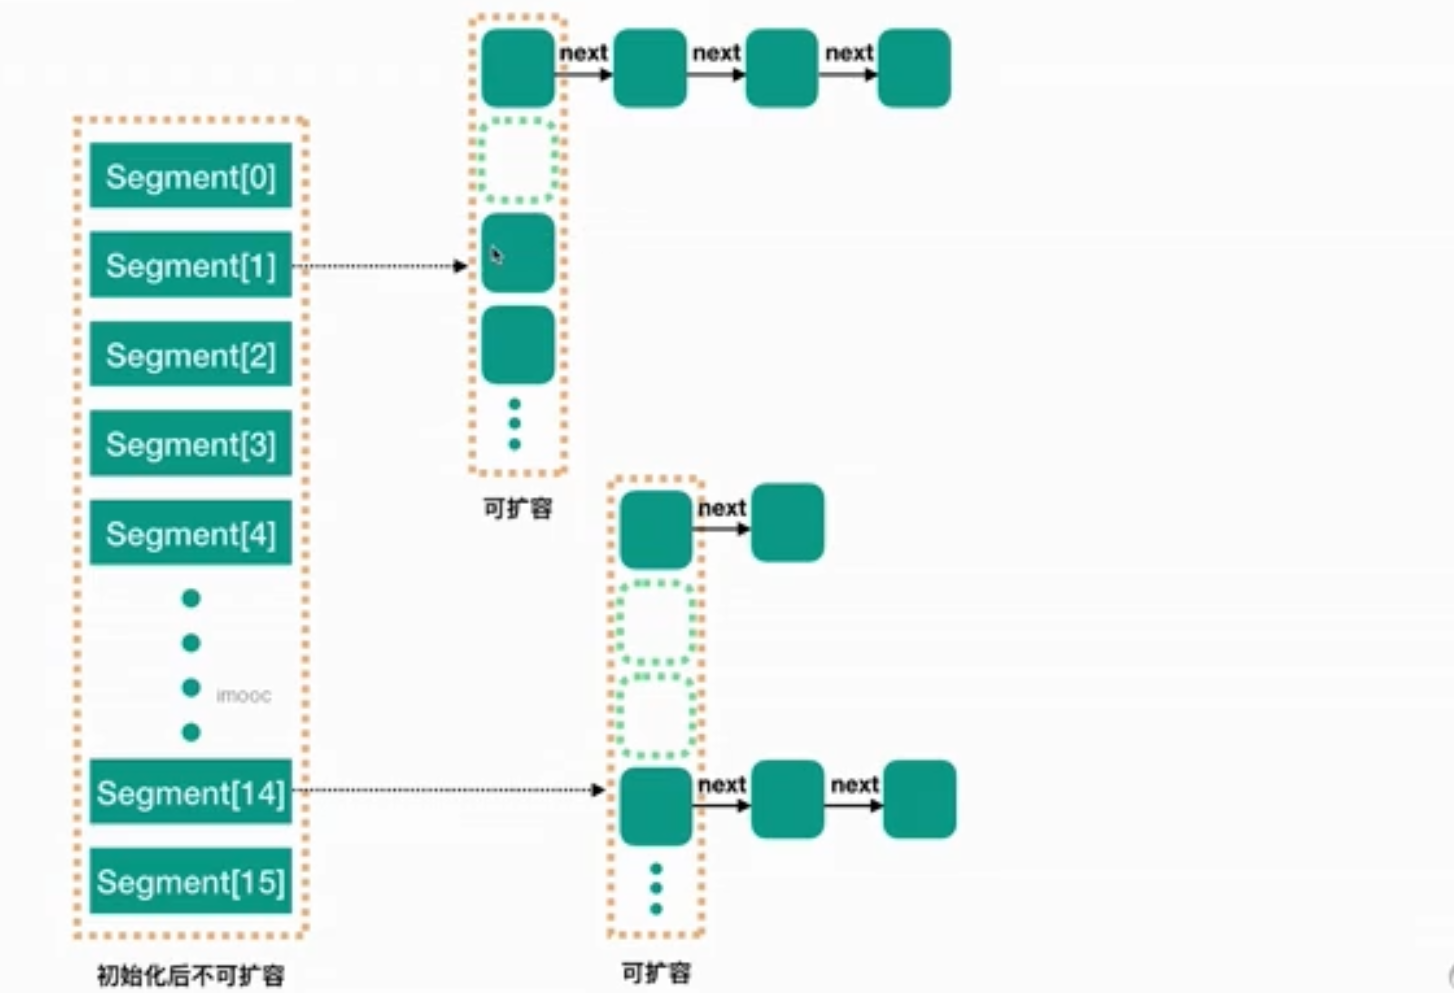 next next next
Segment[0]
Segment[1]
Segment[2]
Segment[3]
Segment[4]
imooc
Segment[14]
Segment[15]
初始化后不可扩容
可扩容
next
next next
可扩容